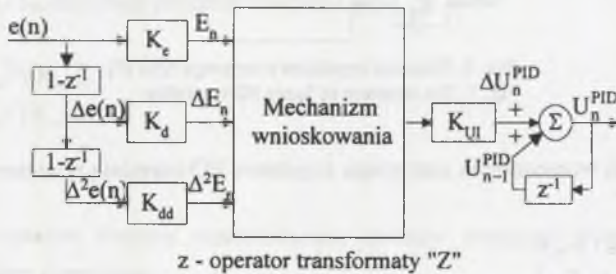 e(n)
K_e
E_n
1-z⁻¹
Δe(n)
K_d
ΔE_n
1-z⁻¹
Δ²e(n)
K_dd
Δ²E
Mechanizm
wnioskowania
K_UI
ΔU_n^PID
+
+
Σ
U_n^PID
U_n-1^PID
z⁻¹
z - operator transformaty "Z"